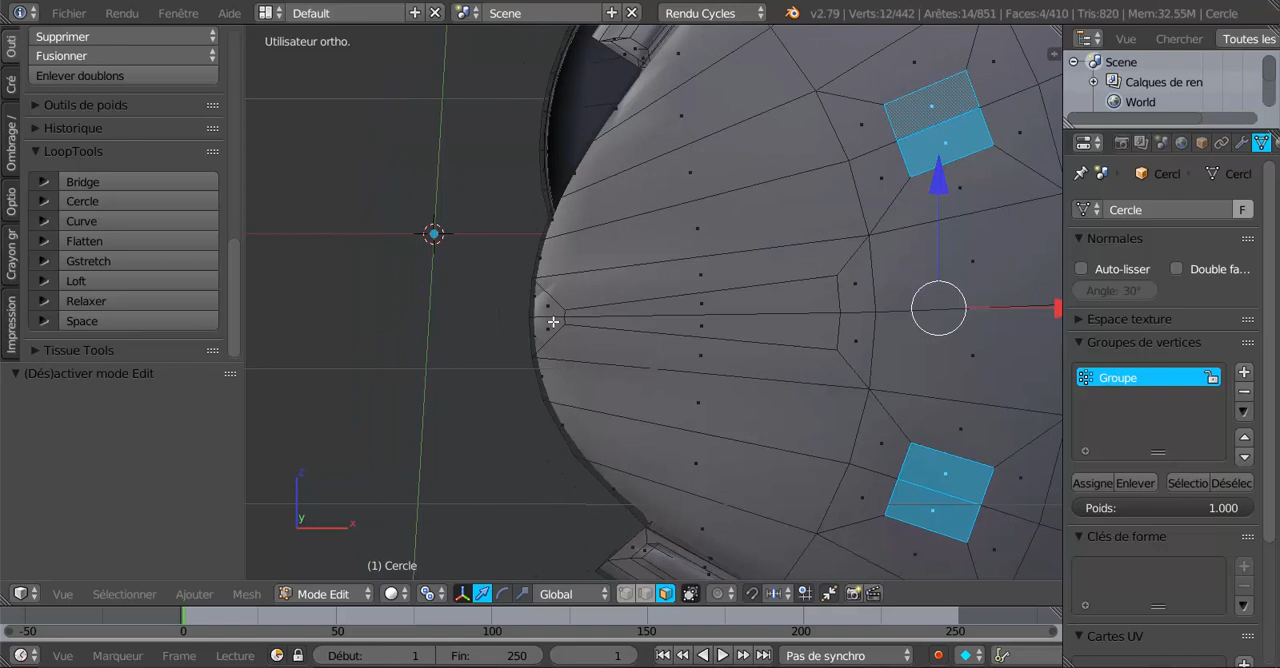 Fichier Rendu Fenêtre Aide Default Scene Rendu Cycles v2.79 | Verts:12/442 | Arêtes:14/851 | Faces:4/410 | Tris:820 | Mem:32.55M | Cercle
Outi
Cré
Ombrage /
Optio
Crayon gr
Impression
Supprimer
Fusionner
Enlever doublons
Outils de poids
Historique
LoopTools
Bridge
Cercle
Curve
Flatten
Gstretch
Loft
Relaxer
Space
Tissue Tools
(Dés)activer mode Edit
Utilisateur ortho.
z
y
x
(1) Cercle
Vue Chercher Toutes les
Scene
Calques de ren
World
Cercl Cercl
Cercle F
Normales
Auto-lisser Double fa...
Angle: 30°
Espace texture
Groupes de vertices
Groupe
Assigne Enlever Sélectio Désélec
Poids: 1.000
Clés de forme
Cartes UV
Vue Sélectionner Ajouter Mesh Mode Edit Global
-50 0 50 100 150 200 250
Vue Marqueur Frame Lecture Début: 1 Fin: 250 1 Pas de synchro